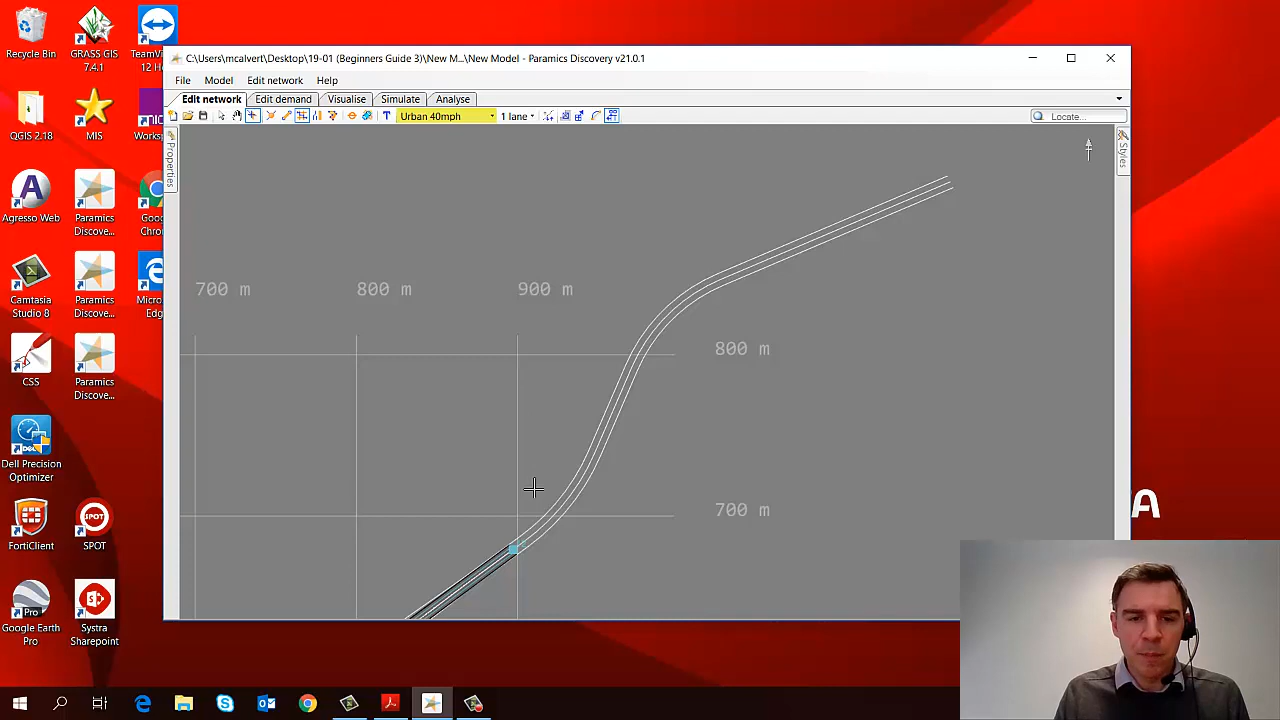 Recycle Bin
GRASS GIS
7.4.1
TeamVi
12 H
QGIS 2.18
MIS
Works
Agresso Web
Paramics
Discove...
Goo
Chro
Camtasia
Studio 8
Paramics
Discove...
Micro
Edg
CSS
Paramics
Discove...
Dell Precision
Optimizer
FortiClient
SPOT
SPOT
Google Earth
Pro
Pro
Systra
Sharepoint
C:\Users\mcalvert\Desktop\19-01 (Beginners Guide 3)\New M...\New Model - Paramics Discovery v21.0.1
File Model Edit network Help
Edit network Edit demand Visualise Simulate Analyse
T Urban 40mph 1 lane Locate...
Properties
Styles
700 m 800 m 900 m
800 m
700 m
A